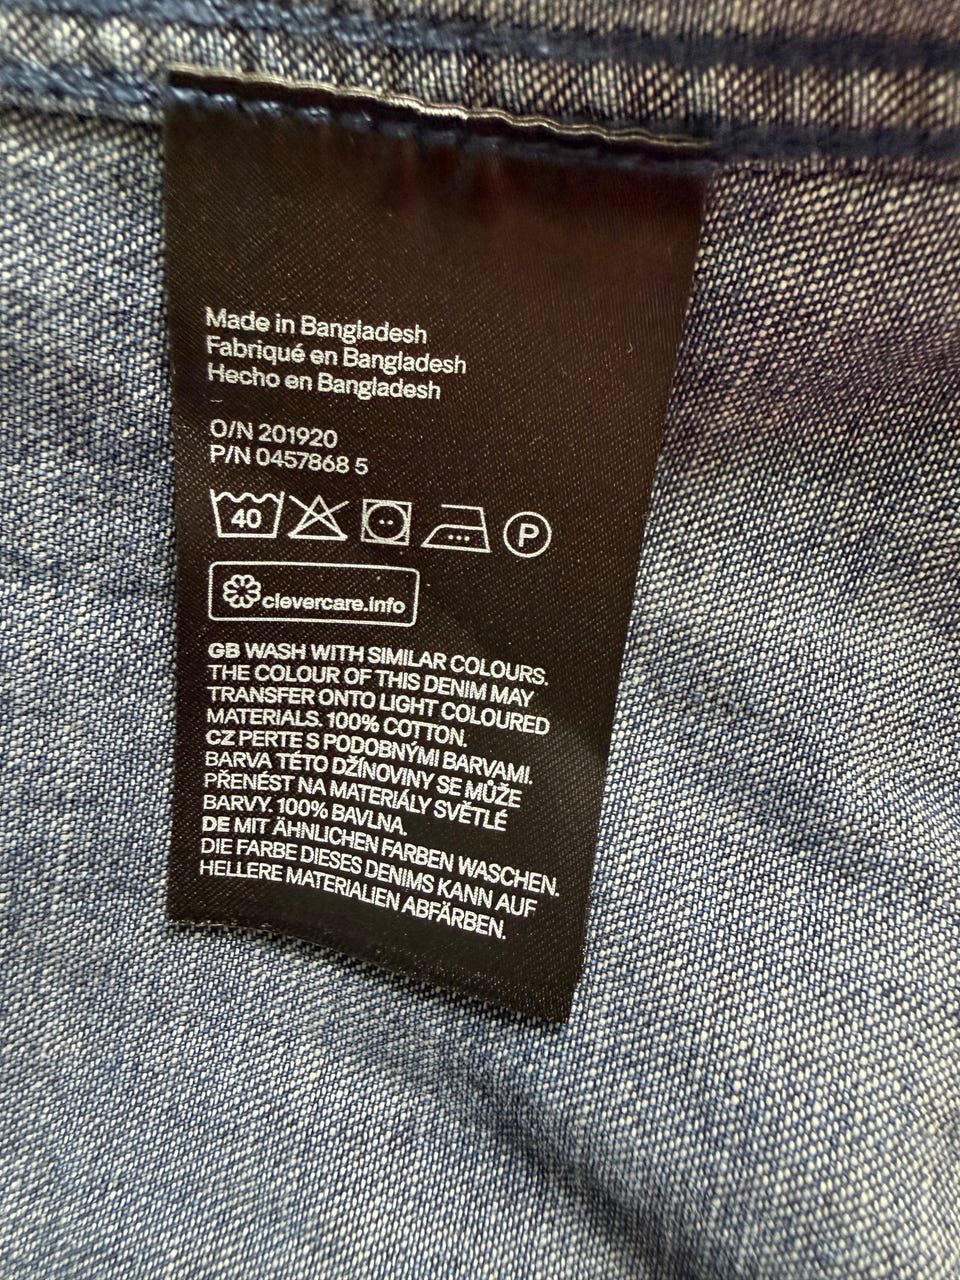 Made in Bangladesh
Fabriqué en Bangladesh
Hecho en Bangladesh
O/N 201920
P/N 0457868 5
40
P
clevercare.info
GB WASH WITH SIMILAR COLOURS.
THE COLOUR OF THIS DENIM MAY
TRANSFER ONTO LIGHT COLOURED
MATERIALS. 100% COTTON.
CZ PERTE S PODOBNÝMI BARVAMI.
BARVA TÉTO DŽÍNOVINY SE MŮŽE
PŘENÉST NA MATERIÁLY SVĚTLÉ
BARVY. 100% BAVLNA.
DE MIT ÄHNLICHEN FARBEN WASCHEN.
DIE FARBE DIESES DENIMS KANN AUF
HELLERE MATERIALIEN ABFÄRBEN.